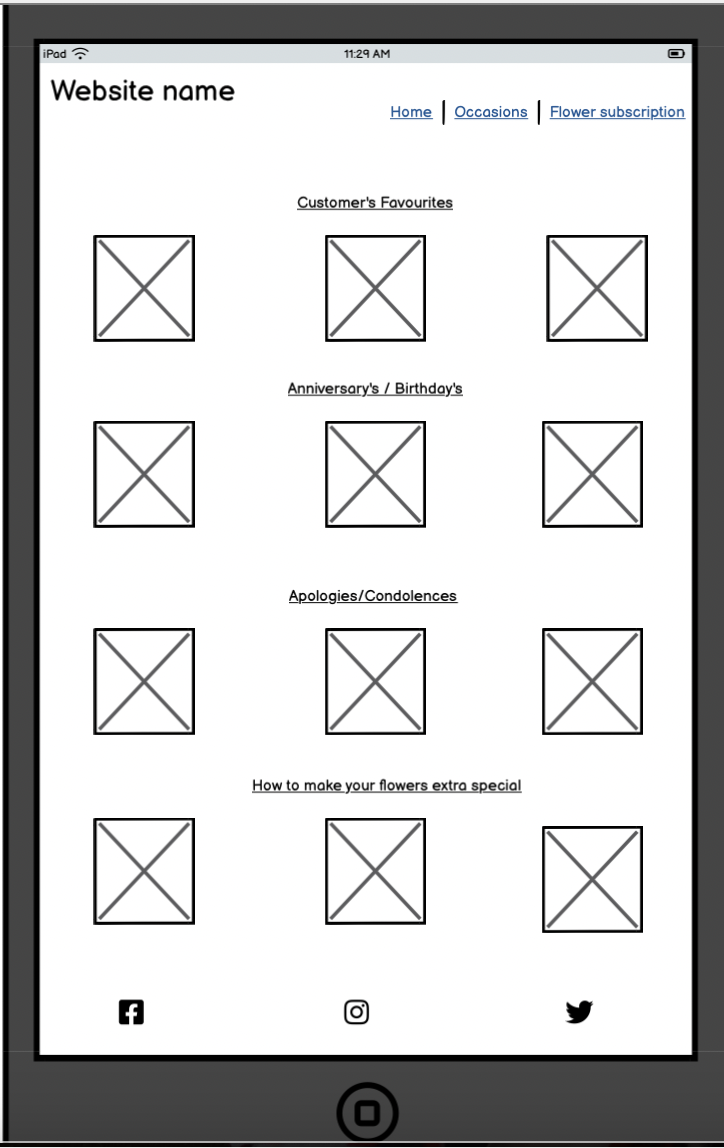 iPad 11:29 AM
Website name
Home | Occasions | Flower subscription
Customer's Favourites
Anniversary's / Birthday's
Apologies/Condolences
How to make your flowers extra special